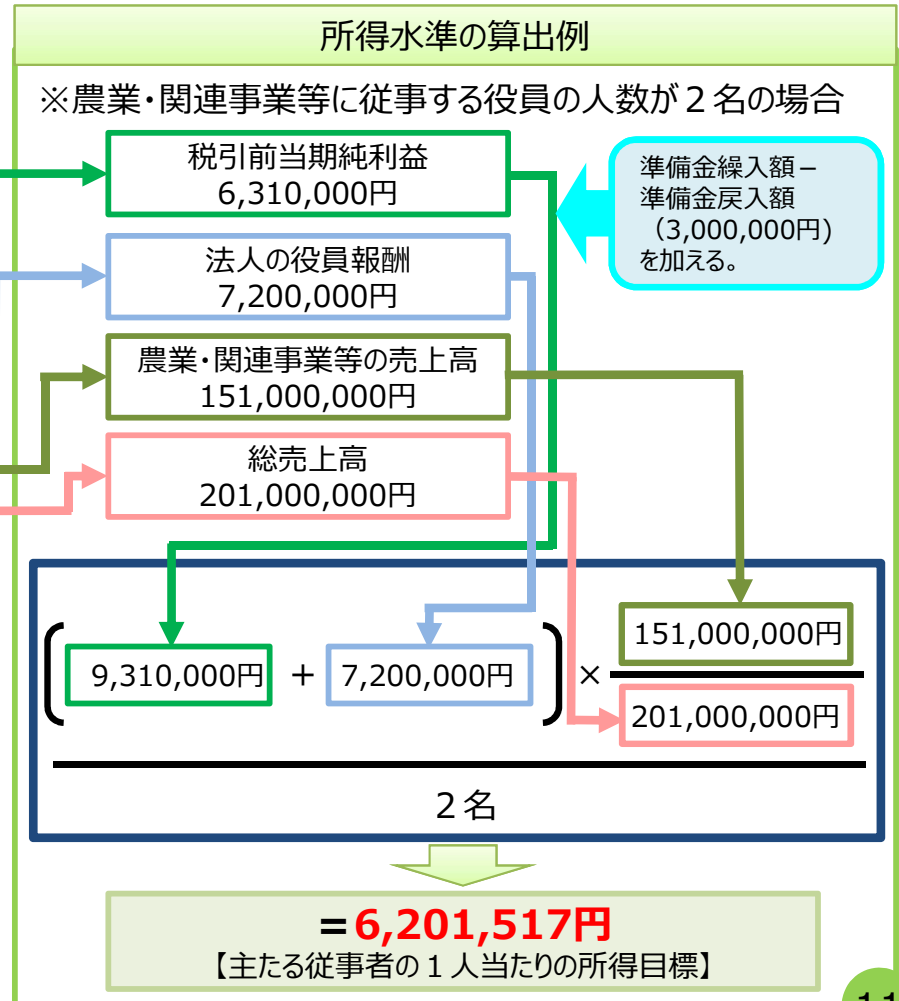 所得水準の算出例
※農業・関連事業等に従事する役員の人数が２名の場合
税引前当期純利益
6,310,000円
準備金繰入額－
準備金戻入額
（3,000,000円)
を加える。
法人の役員報酬
7,200,000円
農業・関連事業等の売上高
151,000,000円
総売上高
201,000,000円
9,310,000円 + 7,200,000円 × 151,000,000円
201,000,000円
２名
＝6,201,517円
【主たる従事者の１人当たりの所得目標】